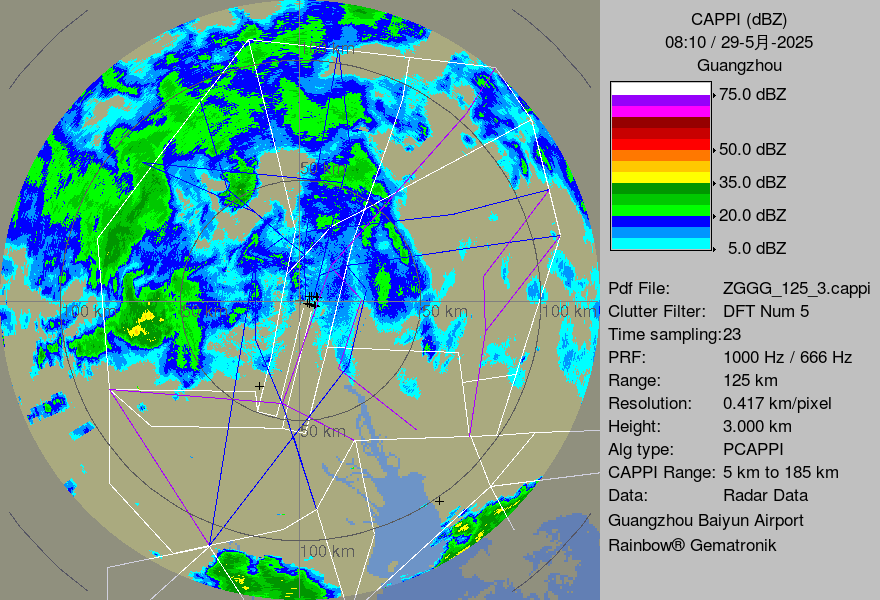 CAPPI (dBZ)
08:10 / 29-5月-2025
Guangzhou
75.0 dBZ
50.0 dBZ
35.0 dBZ
20.0 dBZ
5.0 dBZ
Pdf File: ZGGG_125_3.cappi
Clutter Filter: DFT Num 5
Time sampling:23
PRF: 1000 Hz / 666 Hz
Range: 125 km
Resolution: 0.417 km/pixel
Height: 3.000 km
Alg type: PCAPPI
CAPPI Range: 5 km to 185 km
Data: Radar Data
Guangzhou Baiyun Airport
Rainbow® Gematronik
100 km
50 km
100 km
50 km
50 km
100 km
50 km
100 km